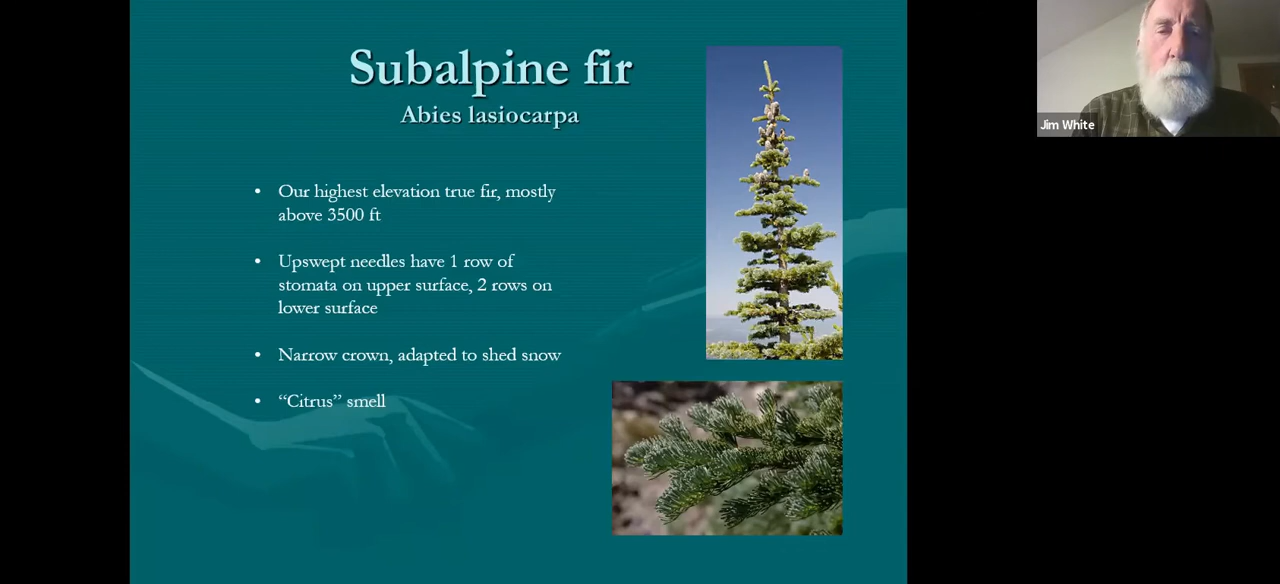 Subalpine fir
Abies lasiocarpa
• Our highest elevation true fir, mostly
above 3500 ft
• Upswept needles have 1 row of
stomata on upper surface, 2 rows on
lower surface
• Narrow crown, adapted to shed snow
• “Citrus” smell
Jim White